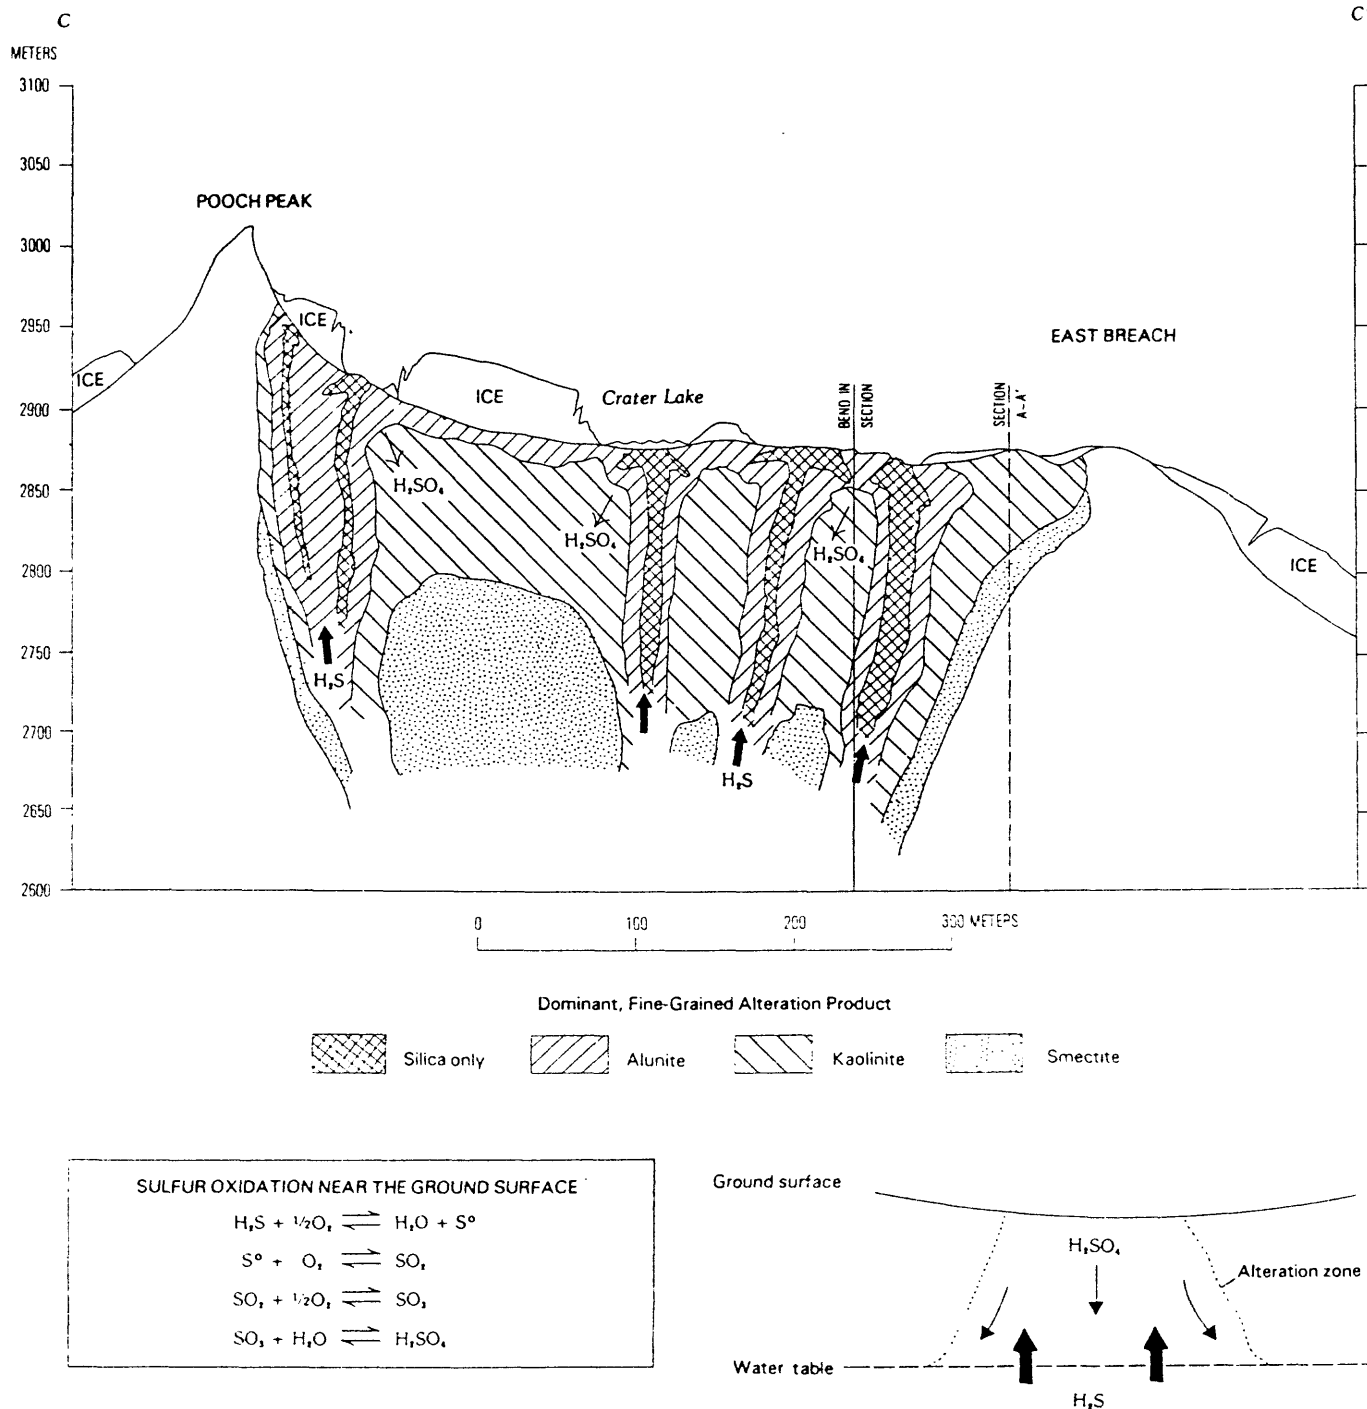 C
C
METERS
3100
3050
POOCH PEAK
3000
2950
ICE
EAST BREACH
ICE
ICE
Crater Lake
BEND IN
SECTION
SECTION
A-A'
2900
2850
H₂SO₄
H₂SO₄
H₂SO₄
2800
ICE
2750
H₂S
2700
H₂S
2650
2600
0 100 200 300 METERS
Dominant, Fine-Grained Alteration Product
Silica only Alunite Kaolinite Smectite
SULFUR OXIDATION NEAR THE GROUND SURFACE
H₂S + ½O₂ ⇌ H₂O + S°
S° + O₂ ⇌ SO₂
SO₂ + ½O₂ ⇌ SO₃
SO₃ + H₂O ⇌ H₂SO₄
Ground surface
H₂SO₄
Alteration zone
Water table
H₂S